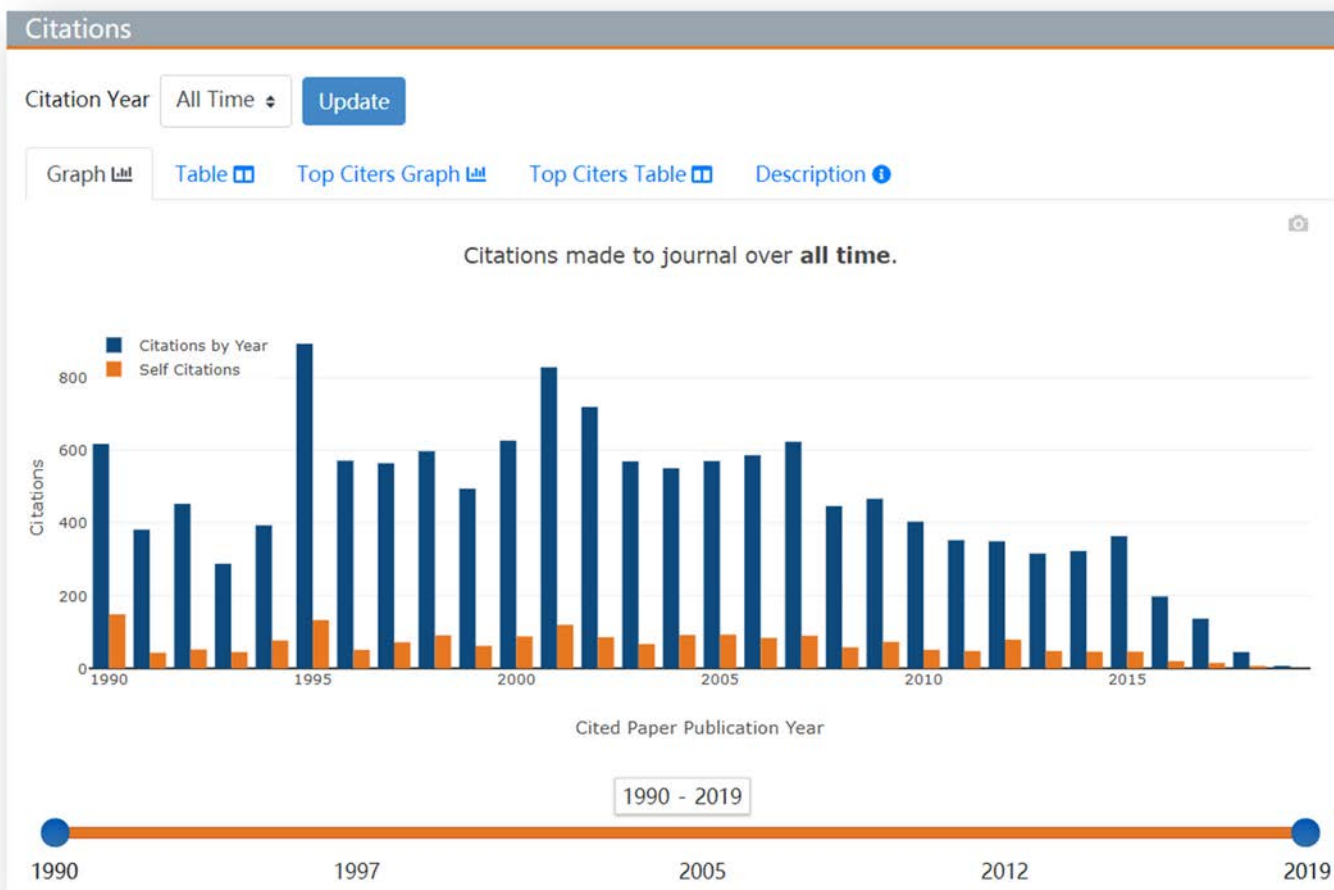 Citations
Citation Year All Time Update
Graph Table Top Citers Graph Top Citers Table Description
Citations made to journal over all time.
Citations by Year
Self Citations
800
600
400
200
0
Citations
1990 1995 2000 2005 2010 2015
Cited Paper Publication Year
1990 - 2019
1990 1997 2005 2012 2019